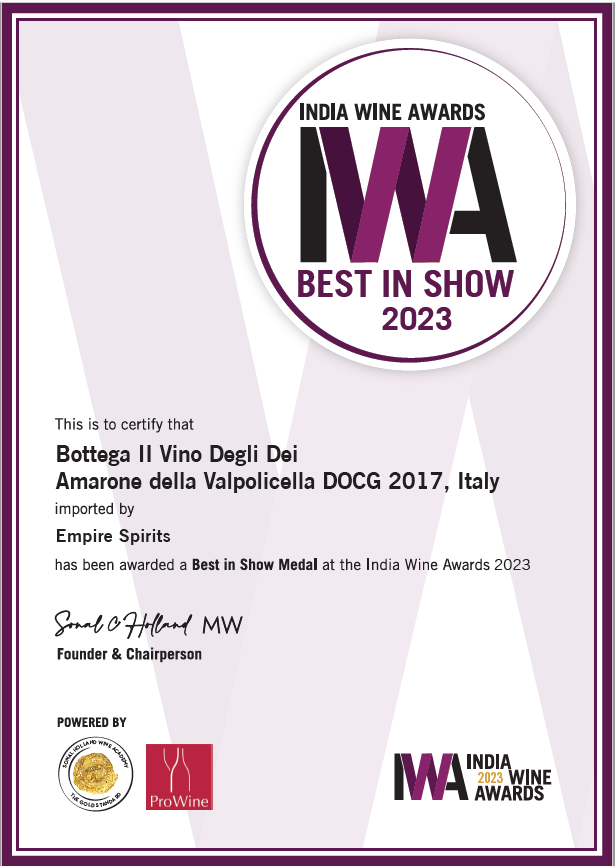 INDIA WINE AWARDS
IWA
BEST IN SHOW
2023
This is to certify that
Bottega Il Vino Degli Dei
Amarone della Valpolicella DOCG 2017, Italy
imported by
Empire Spirits
has been awarded a Best in Show Medal at the India Wine Awards 2023
Sonal C Holland MW
Founder & Chairperson
POWERED BY
SONAL HOLLAND WINE ACADEMY
THE GOLD STANDARD
ProWine
IWA INDIA
2023 WINE
AWARDS